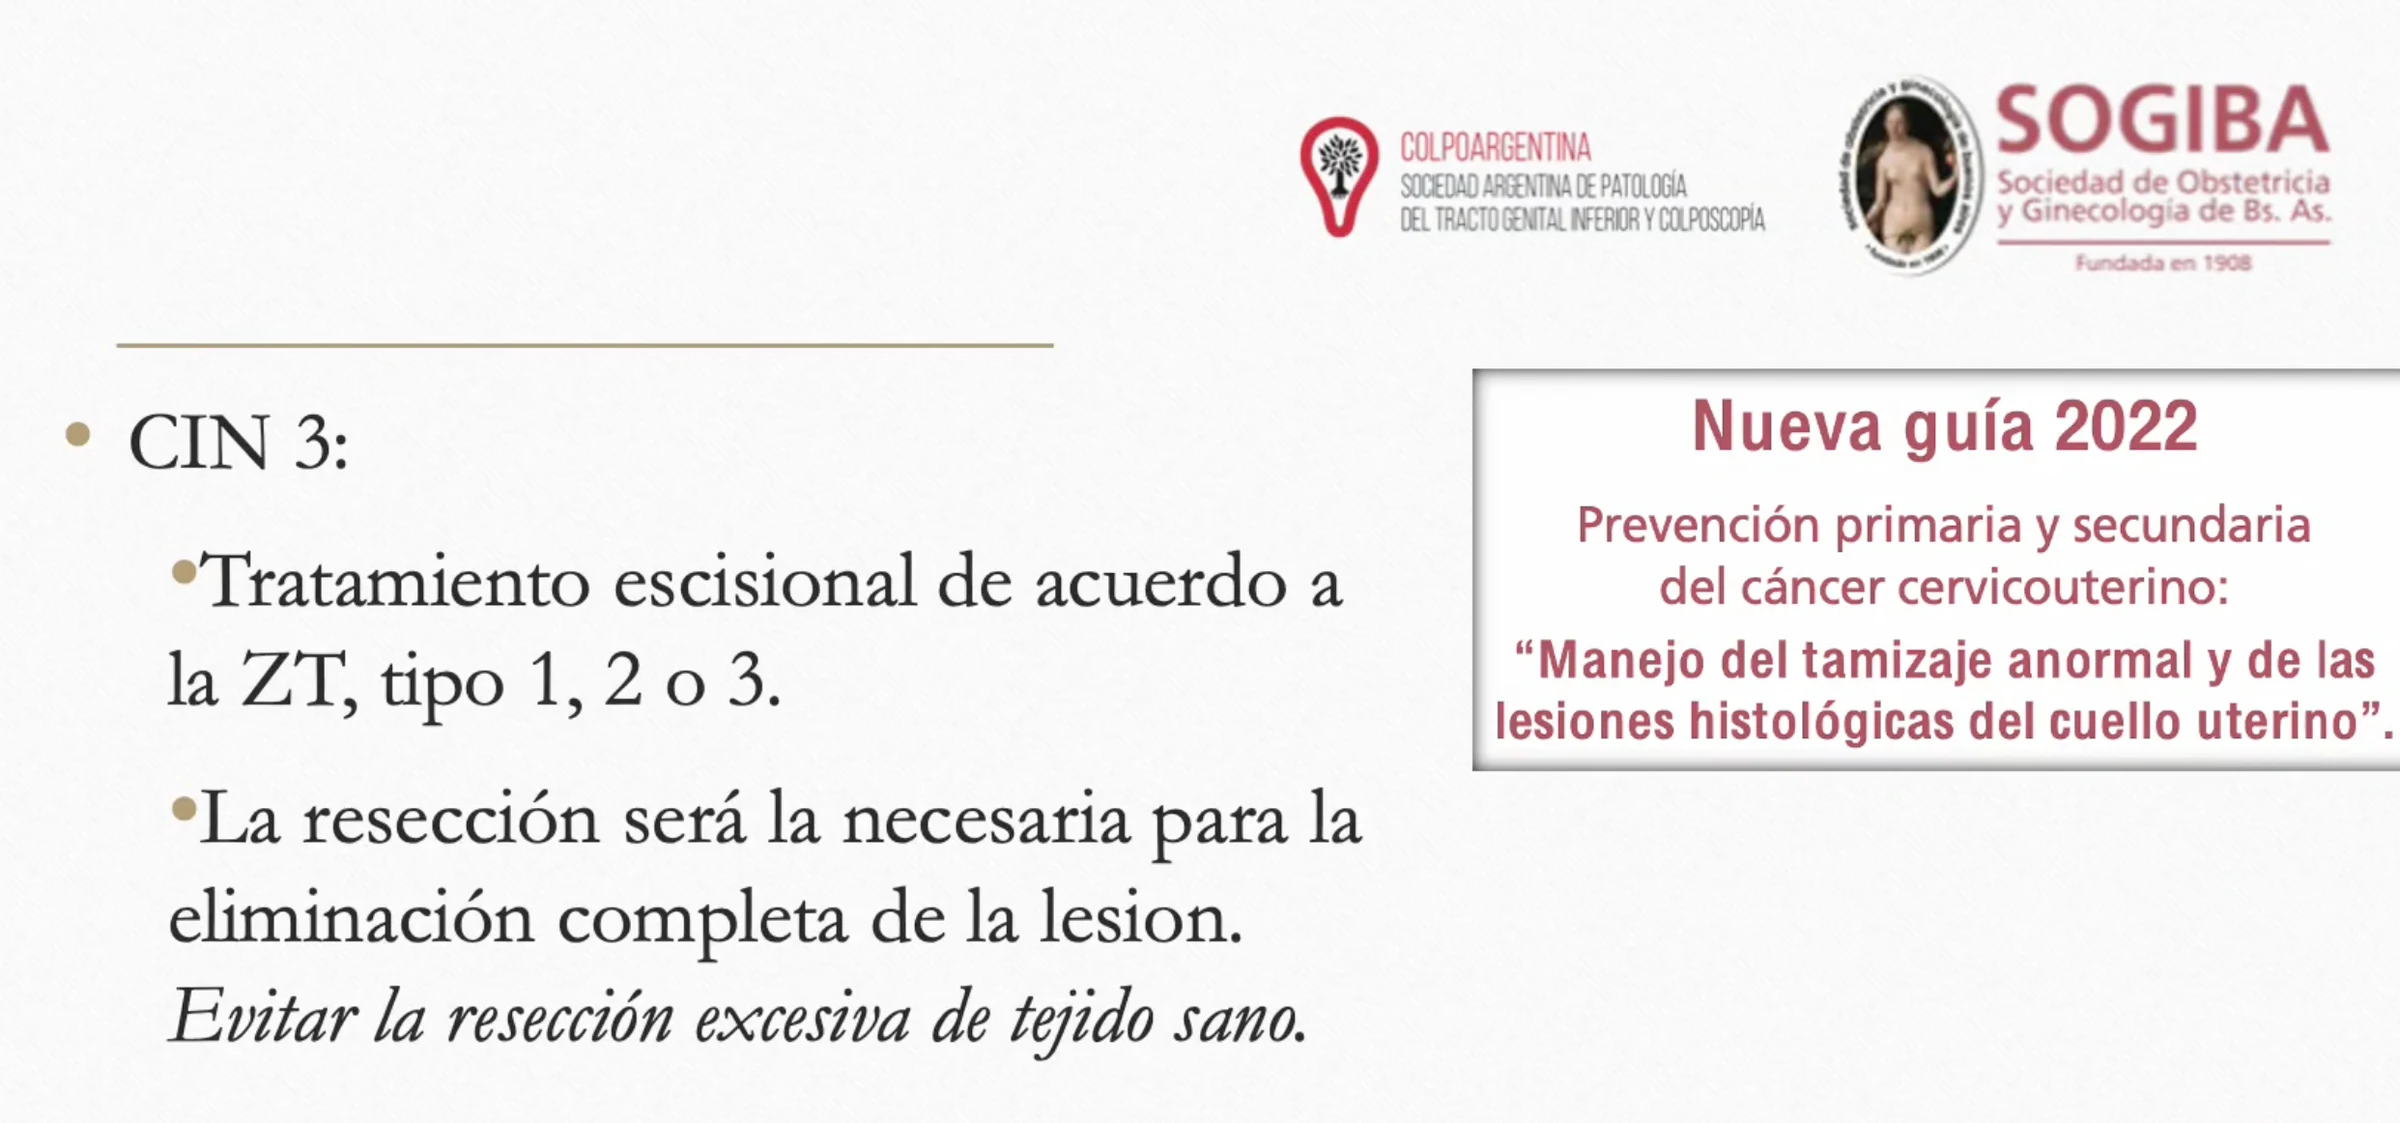 COLPOARGENTINA
SOCIEDAD ARGENTINA DE PATOLOGÍA
DEL TRACTO GENITAL INFERIOR Y COLPOSCOPÍA
SOGIBA
Sociedad de Obstetricia
y Ginecología de Bs. As.
Fundada en 1908
• CIN 3:
•Tratamiento escisional de acuerdo a
la ZT, tipo 1, 2 o 3.
•La resección será la necesaria para la
eliminación completa de la lesion.
Evitar la resección excesiva de tejido sano.
Nueva guía 2022
Prevención primaria y secundaria
del cáncer cervicouterino:
“Manejo del tamizaje anormal y de las
lesiones histológicas del cuello uterino”.